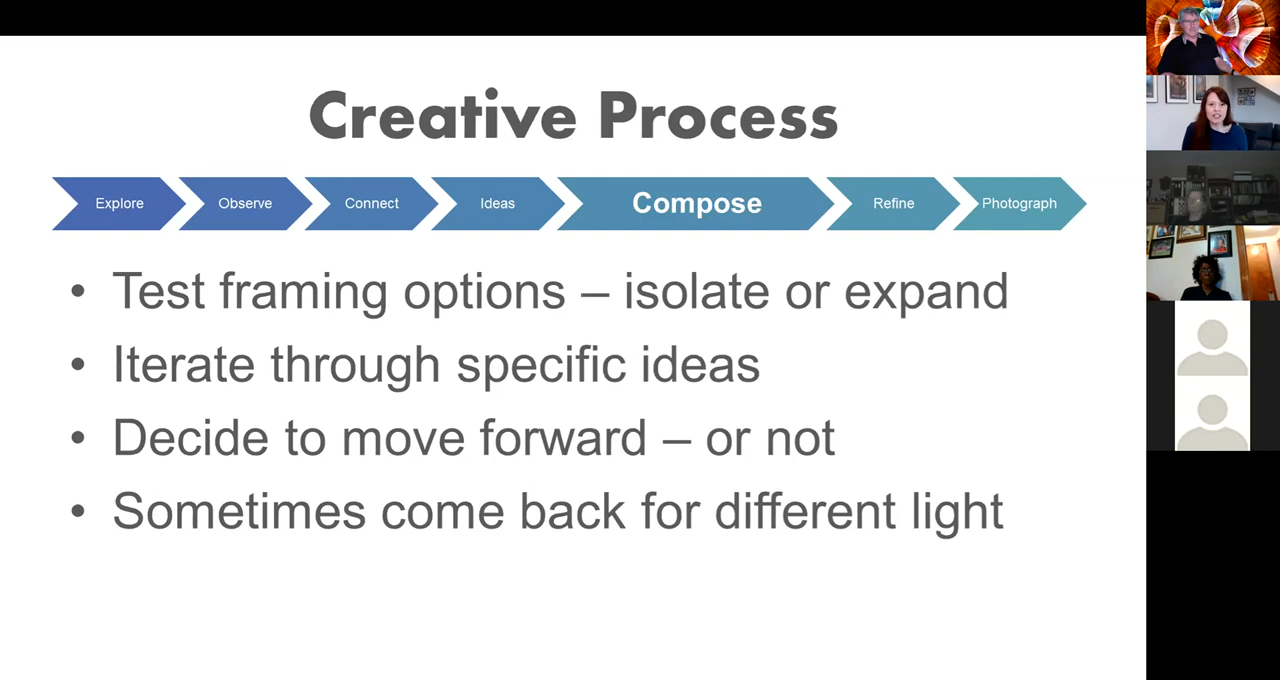 Creative Process
Explore
Observe
Connect
Ideas
Compose
Refine
Photograph
• Test framing options – isolate or expand
• Iterate through specific ideas
• Decide to move forward – or not
• Sometimes come back for different light